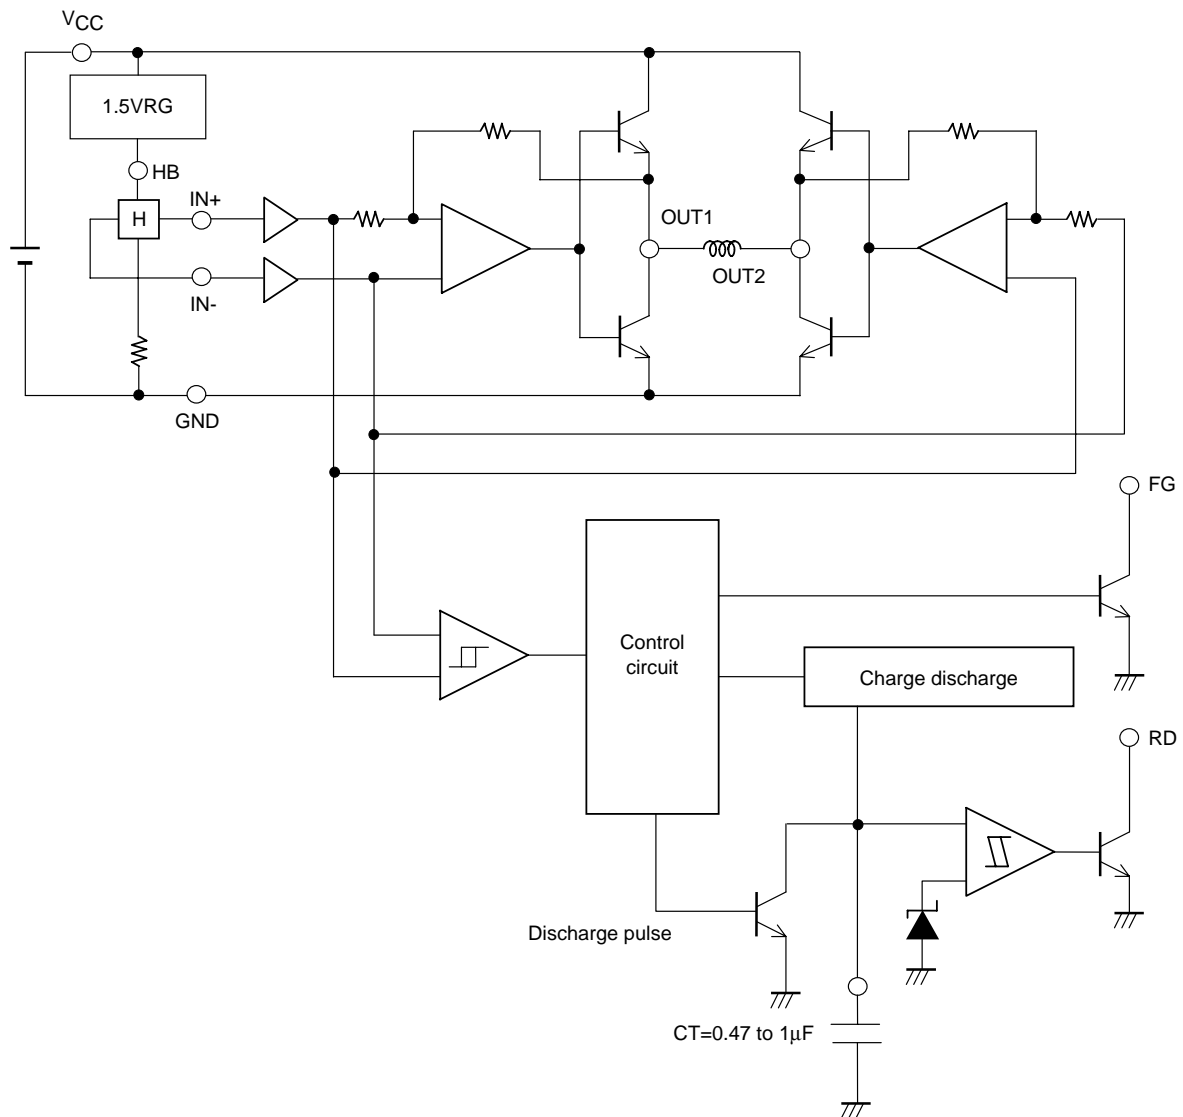 VCC
1.5VRG
HB
IN+
H
OUT1
OUT2
IN-
GND
FG
Control
circuit
Charge discharge
RD
Discharge pulse
CT=0.47 to 1μF